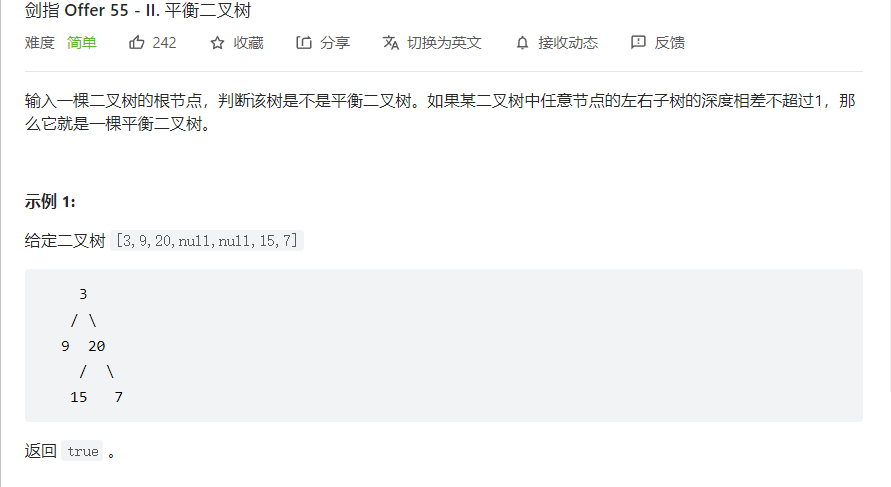 剑指 Offer 55 - II. 平衡二叉树
难度 简单 242 收藏 分享 切换为英文 接收动态 反馈
输入一棵二叉树的根节点，判断该树是不是平衡二叉树。如果某二叉树中任意节点的左右子树的深度相差不超过1，那
么它就是一棵平衡二叉树。
示例 1:
给定二叉树 [3,9,20,null,null,15,7]
3
/ \
9 20
/ \
15 7
返回 true 。